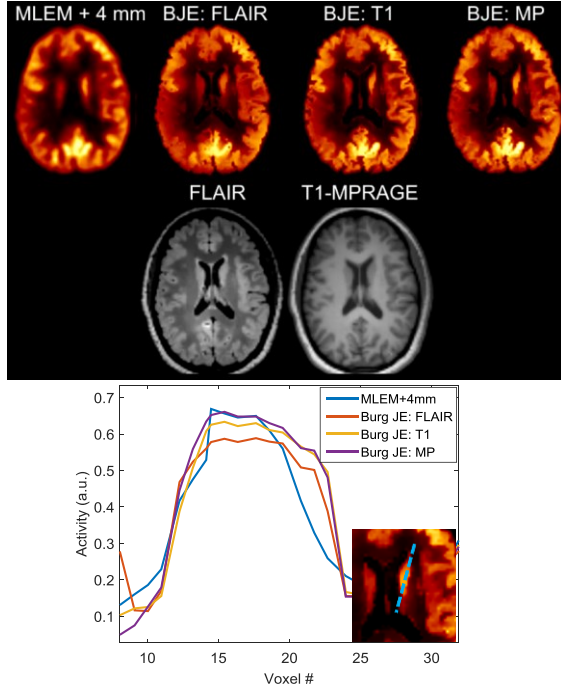 MLEM + 4 mm BJE: FLAIR BJE: T1 BJE: MP
FLAIR T1-MPRAGE
0.7
0.6
0.5
0.4
0.3
0.2
0.1
Activity (a.u.)
MLEM+4mm
Burg JE: FLAIR
Burg JE: T1
Burg JE: MP
10 15 20 25 30
Voxel #